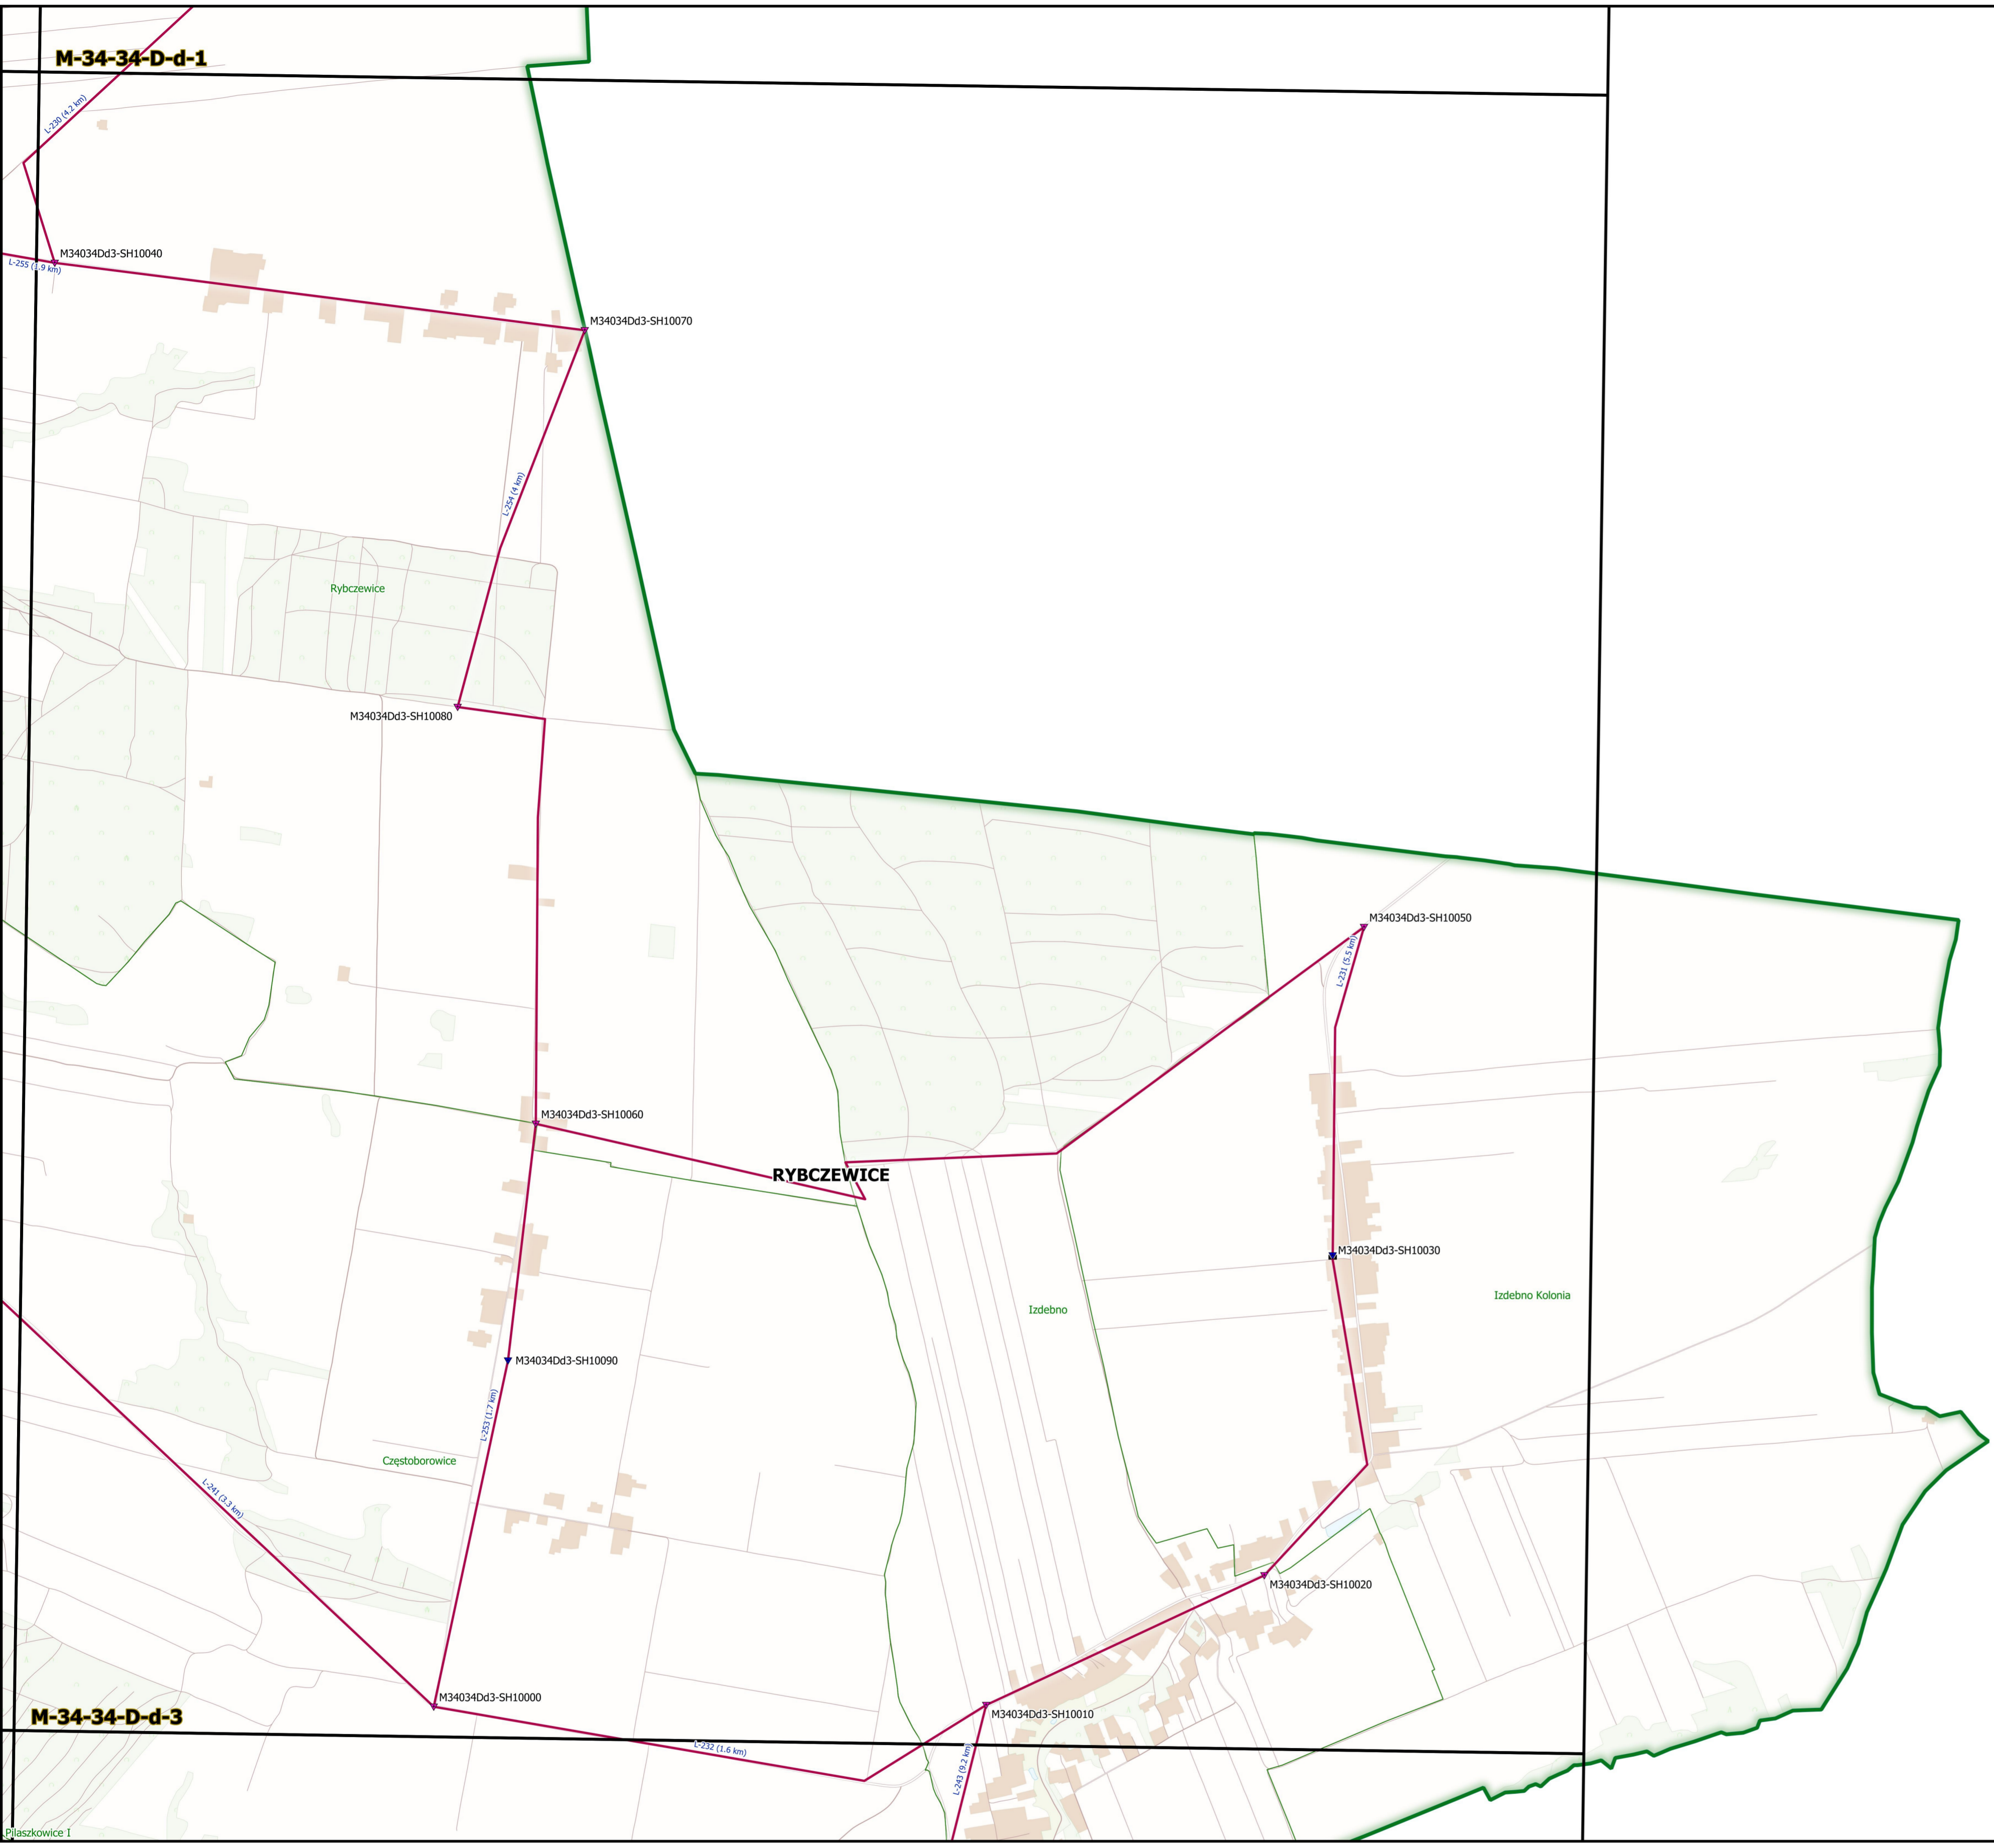 M-34-34-D-d-1
L-230 (4.2 km)
M34034Dd3-SH10040
L-255 (1.9 km)
M34034Dd3-SH10070
L-254 (4 km)
Rybczewice
M34034Dd3-SH10080
M34034Dd3-SH10050
L-231 (5.5 km)
M34034Dd3-SH10060
RYBCZEWICE
M34034Dd3-SH10030
Izdebno Kolonia
Izdebno
M34034Dd3-SH10090
L-253 (1.7 km)
Częstoborowice
L-241 (3.3 km)
M34034Dd3-SH10020
M34034Dd3-SH10000
M34034Dd3-SH10010
M-34-34-D-d-3
L-232 (1.6 km)
L-243 (9.2 km)
Pilaszkowice I